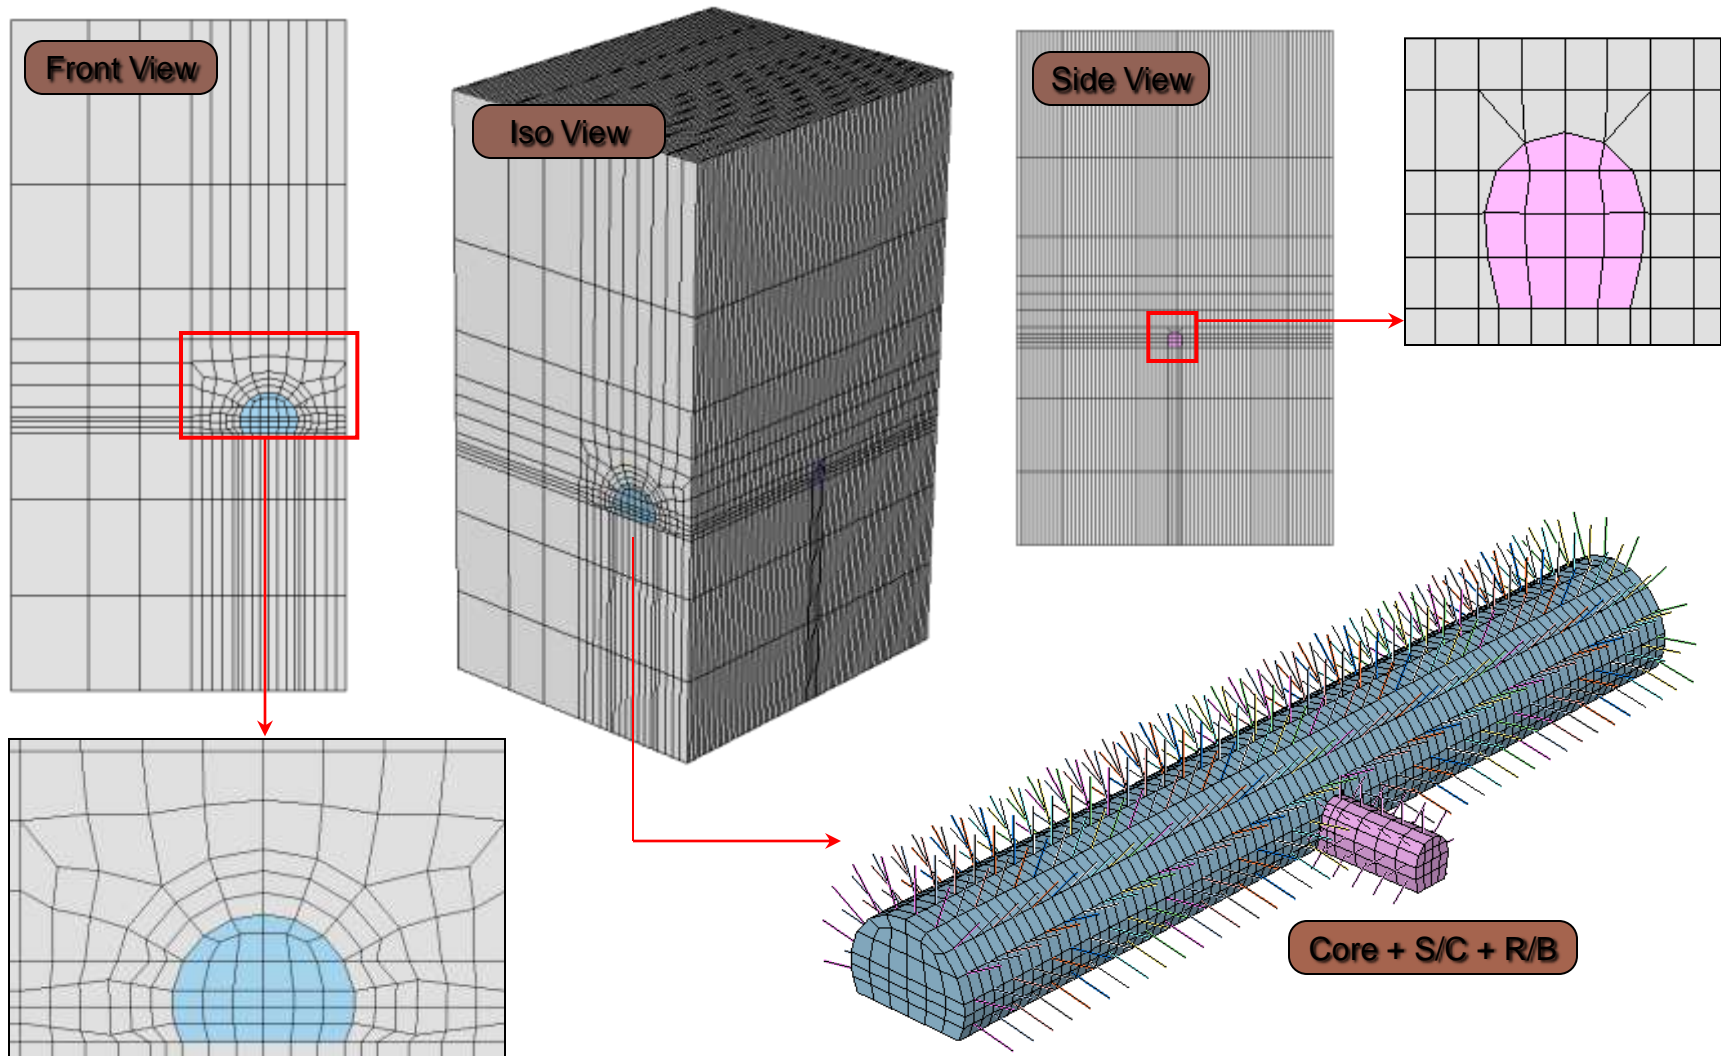 Front View
Iso View
Side View
Core + S/C + R/B